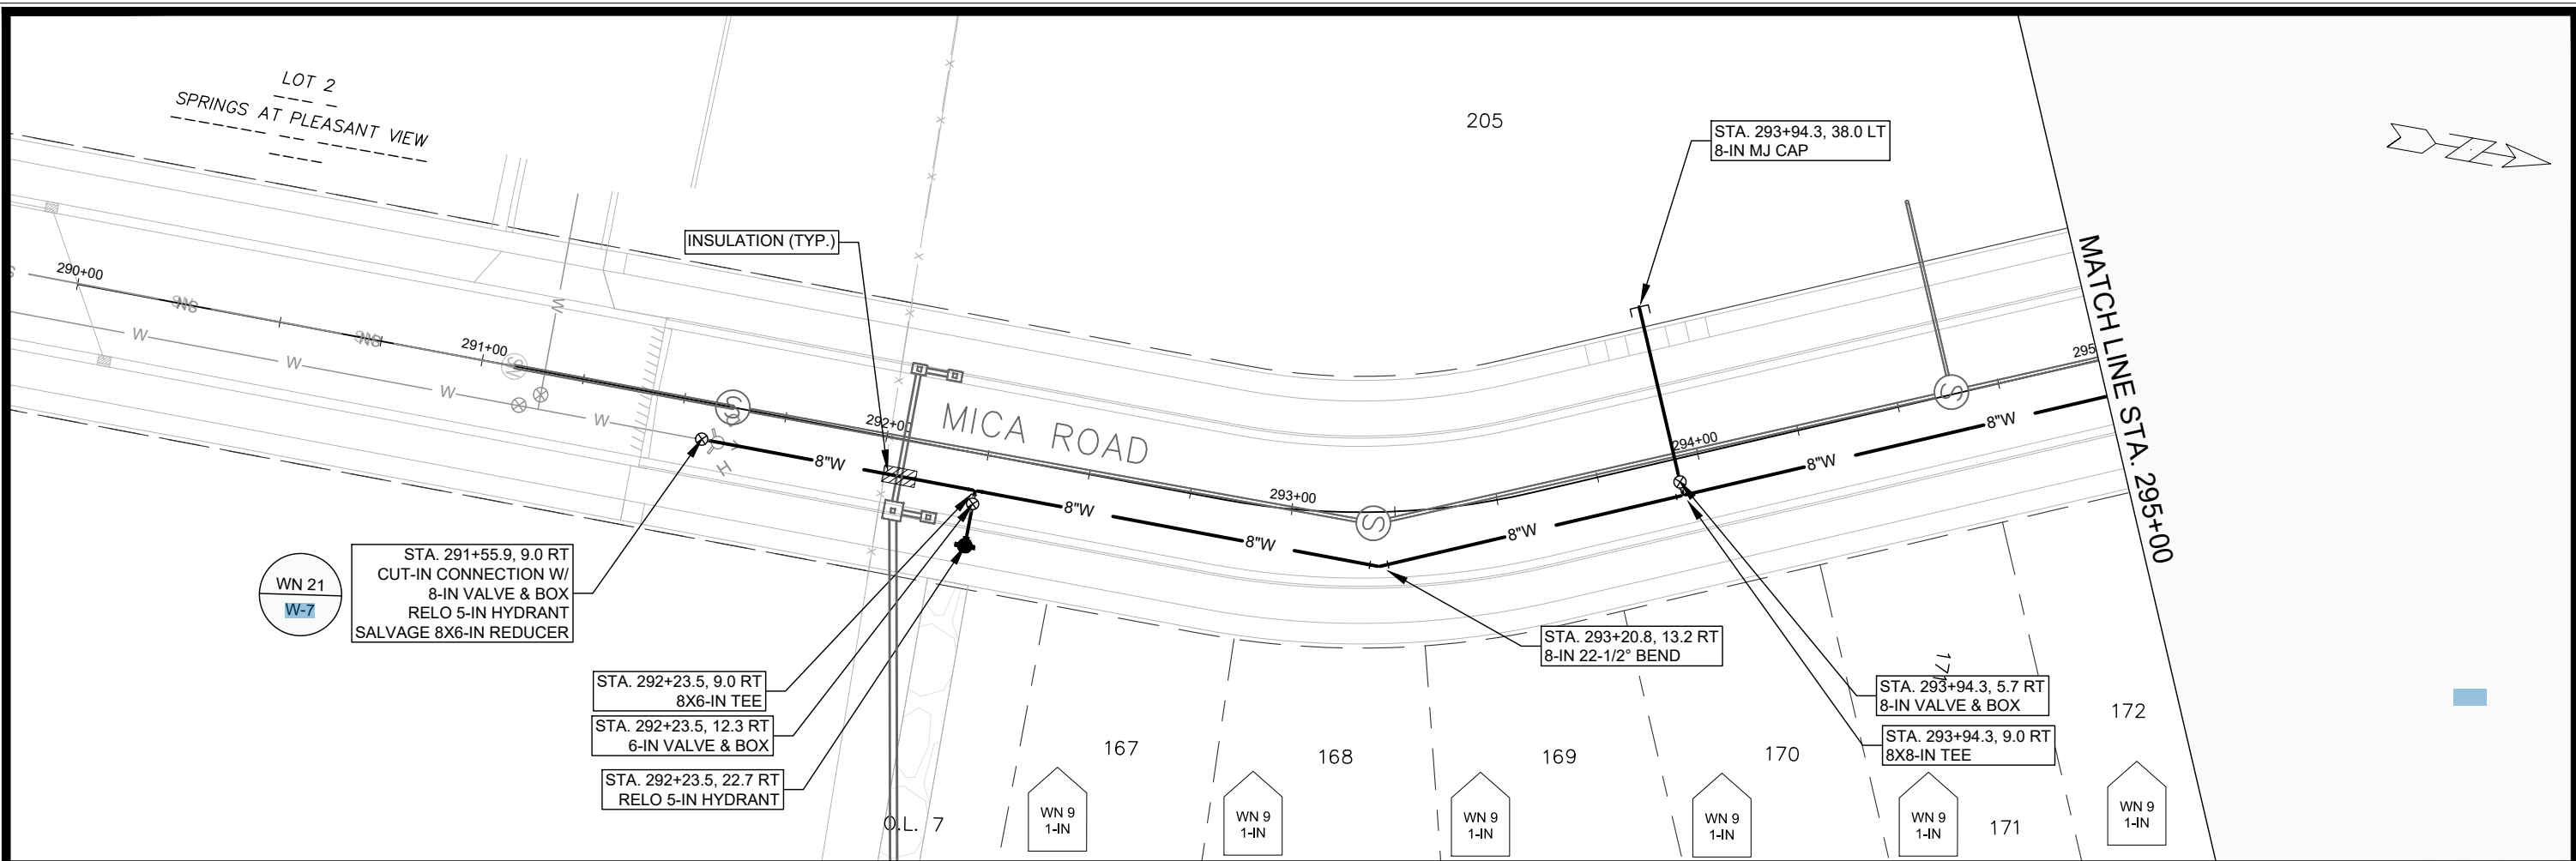 LOT 2
SPRINGS AT PLEASANT VIEW
205
STA. 293+94.3, 38.0 LT
8-IN MJ CAP
INSULATION (TYP.)
290+00
291+00
292+00
293+00
294+00
295
MICA ROAD
MATCH LINE STA. 295+00
W
W
W
W
W
8"W
8"W
8"W
8"W
8"W
8"W
S
S
S
H
WN 21
W-7
STA. 291+55.9, 9.0 RT
CUT-IN CONNECTION W/
8-IN VALVE & BOX
RELO 5-IN HYDRANT
SALVAGE 8X6-IN REDUCER
STA. 292+23.5, 9.0 RT
8X6-IN TEE
STA. 292+23.5, 12.3 RT
6-IN VALVE & BOX
STA. 292+23.5, 22.7 RT
RELO 5-IN HYDRANT
STA. 293+20.8, 13.2 RT
8-IN 22-1/2° BEND
STA. 293+94.3, 5.7 RT
8-IN VALVE & BOX
STA. 293+94.3, 9.0 RT
8X8-IN TEE
O.L. 7
167
168
169
170
171
171
172
WN 9
1-IN
WN 9
1-IN
WN 9
1-IN
WN 9
1-IN
WN 9
1-IN
WN 9
1-IN